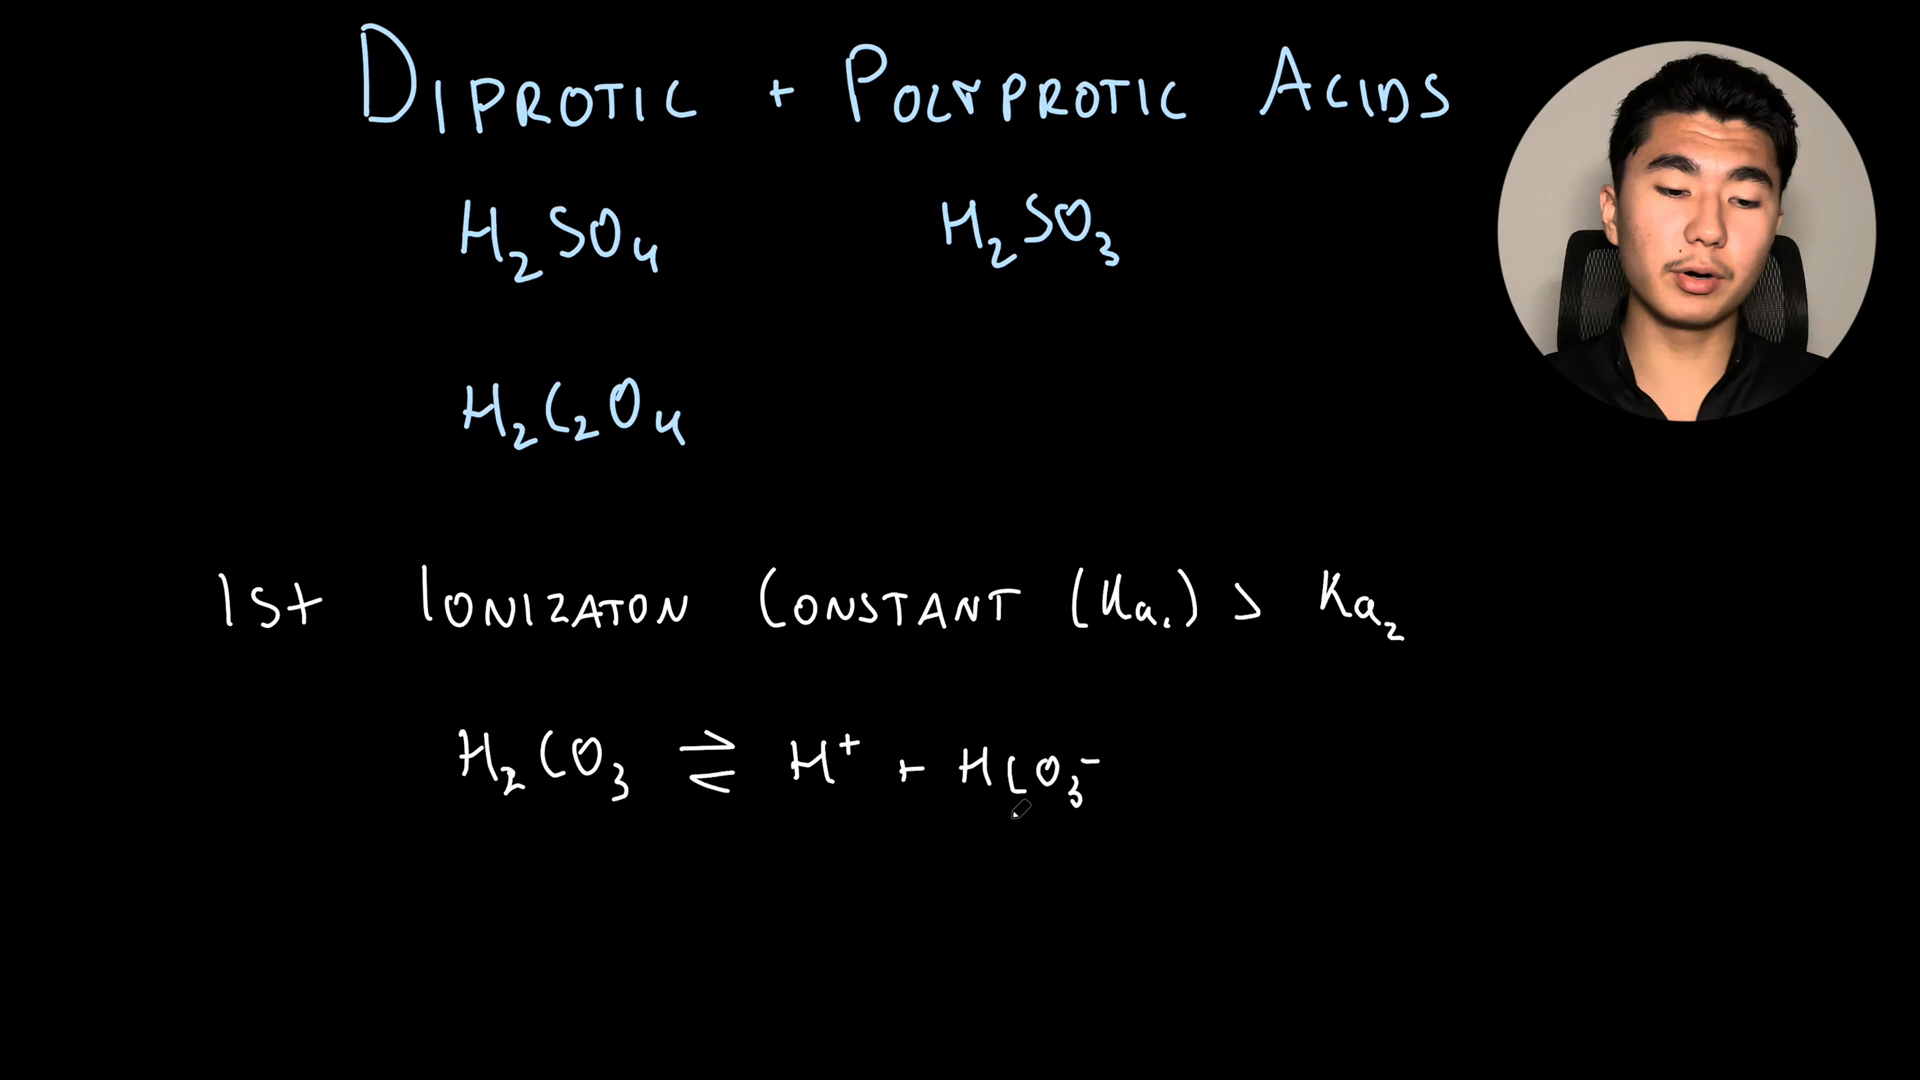 DIPROTIC + POLYPROTIC ACIDS
H₂SO₄ H₂SO₃
H₂C₂O₄
1st IONIZATON CONSTANT (Ka₁) > Ka₂
H₂CO₃ ⇌ H⁺ + HCO₃⁻